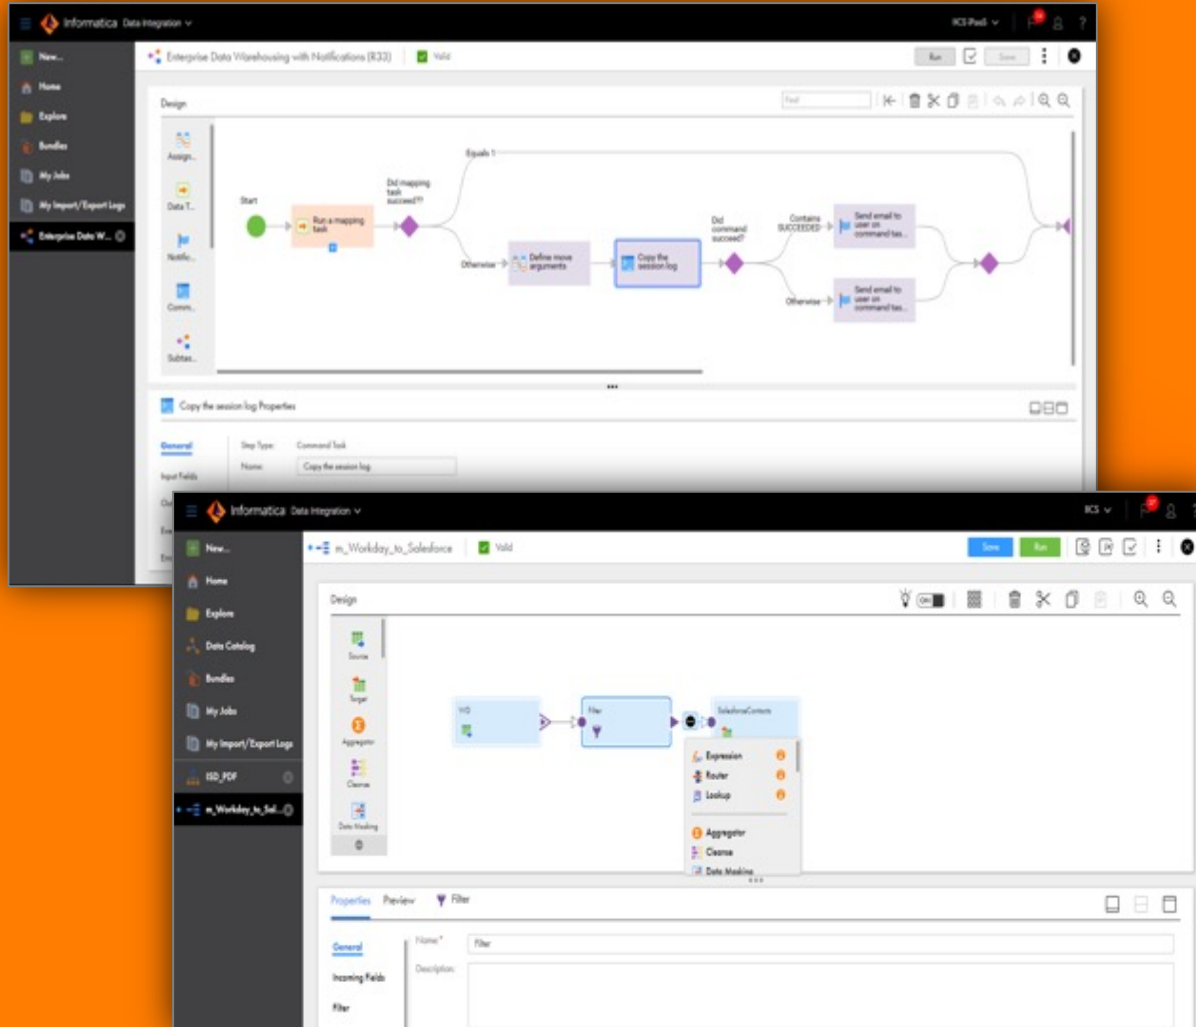 Informatica Data Integration
IICS-PaaS
?
New...
Home
Explore
Bundles
My Jobs
My Import/Export Logs
Enterprise Data W...
Enterprise Data Warehousing with Notifications (R33)
Valid
Run
Save
Design
Find
Assign...
Data T...
Notific...
Comm...
Subtas...
Start
Run a mapping
task
Did mapping
task
succeed??
Equals 1
Otherwise
Define move
arguments
Copy the
session log
Did
command
succeed?
Contains
SUCCEEDED
Send email to
user on
command tas...
Otherwise
Send email to
user on
command tas...
Copy the session log Properties
General
Input Fields
Step Type: Command Task
Name: Copy the session log
Informatica Data Integration
IICS
New...
Home
Explore
Data Catalog
Bundles
My Jobs
My Import/Export Logs
ISD_PDF
m_Workday_to_Sal...
m_Workday_to_Salesforce
Valid
Save
Run
Design
Source
Target
Aggregator
Cleanse
Data Masking
WD
Filter
SalesforceContacts
Expression
Router
Lookup
Aggregator
Cleanse
Data Masking
Properties
Preview
Filter
General
Incoming Fields
Filter
Name:* Filter
Description: